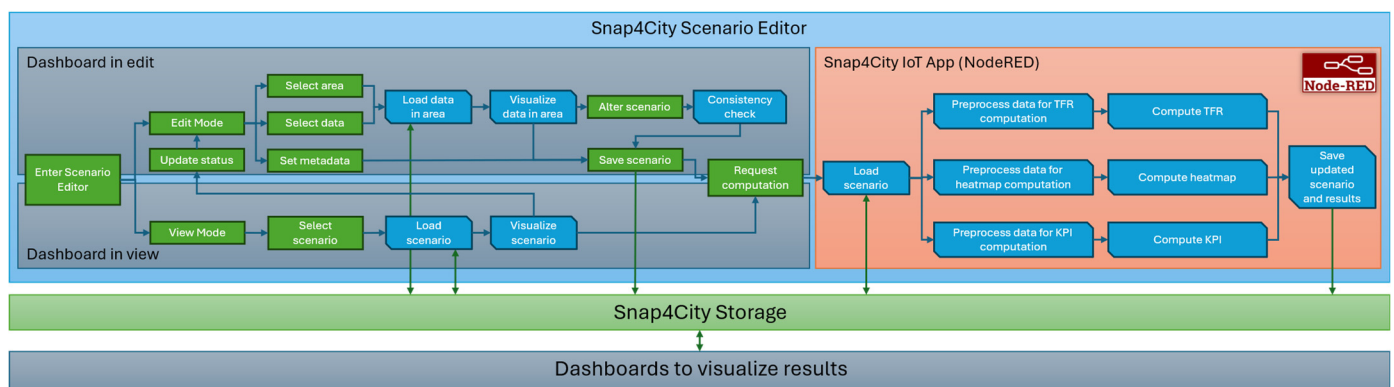 Snap4City Scenario Editor
Dashboard in edit
Select area
Load data
in area
Visualize
data in area
Alter scenario
Consistency
check
Edit Mode
Select data
Update status
Set metadata
Save scenario
Enter Scenario
Editor
Request
computation
View Mode
Select
scenario
Load
scenario
Visualize
scenario
Dashboard in view
Snap4City IoT App (NodeRED)
Node-RED
Preprocess data for TFR
computation
Compute TFR
Load
scenario
Preprocess data for
heatmap computation
Compute heatmap
Save
updated
scenario
and results
Preprocess data for KPI
computation
Compute KPI
Snap4City Storage
Dashboards to visualize results